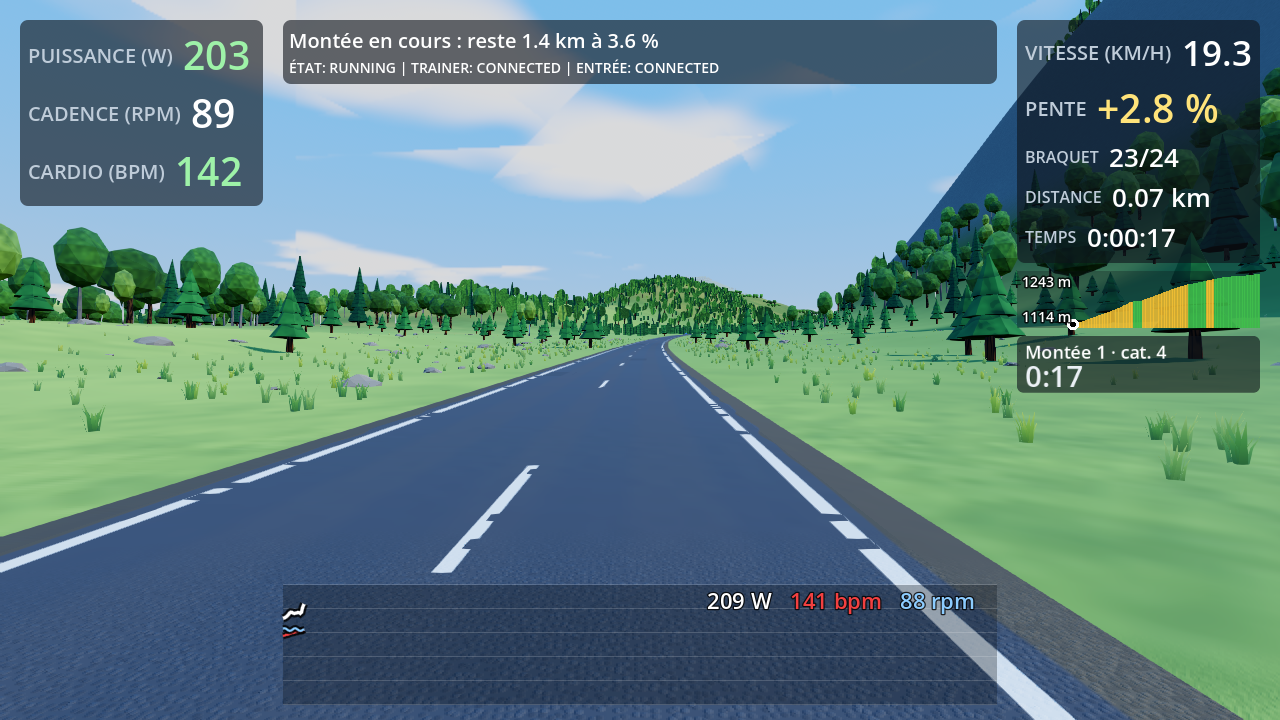 PUISSANCE (W) 203
CADENCE (RPM) 89
CARDIO (BPM) 142
Montée en cours : reste 1.4 km à 3.6 %
ÉTAT: RUNNING | TRAINER: CONNECTED | ENTRÉE: CONNECTED
VITESSE (KM/H) 19.3
PENTE +2.8 %
BRAQUET 23/24
DISTANCE 0.07 km
TEMPS 0:00:17
1243 m
1114 m
Montée 1 · cat. 4
0:17
209 W 141 bpm 88 rpm